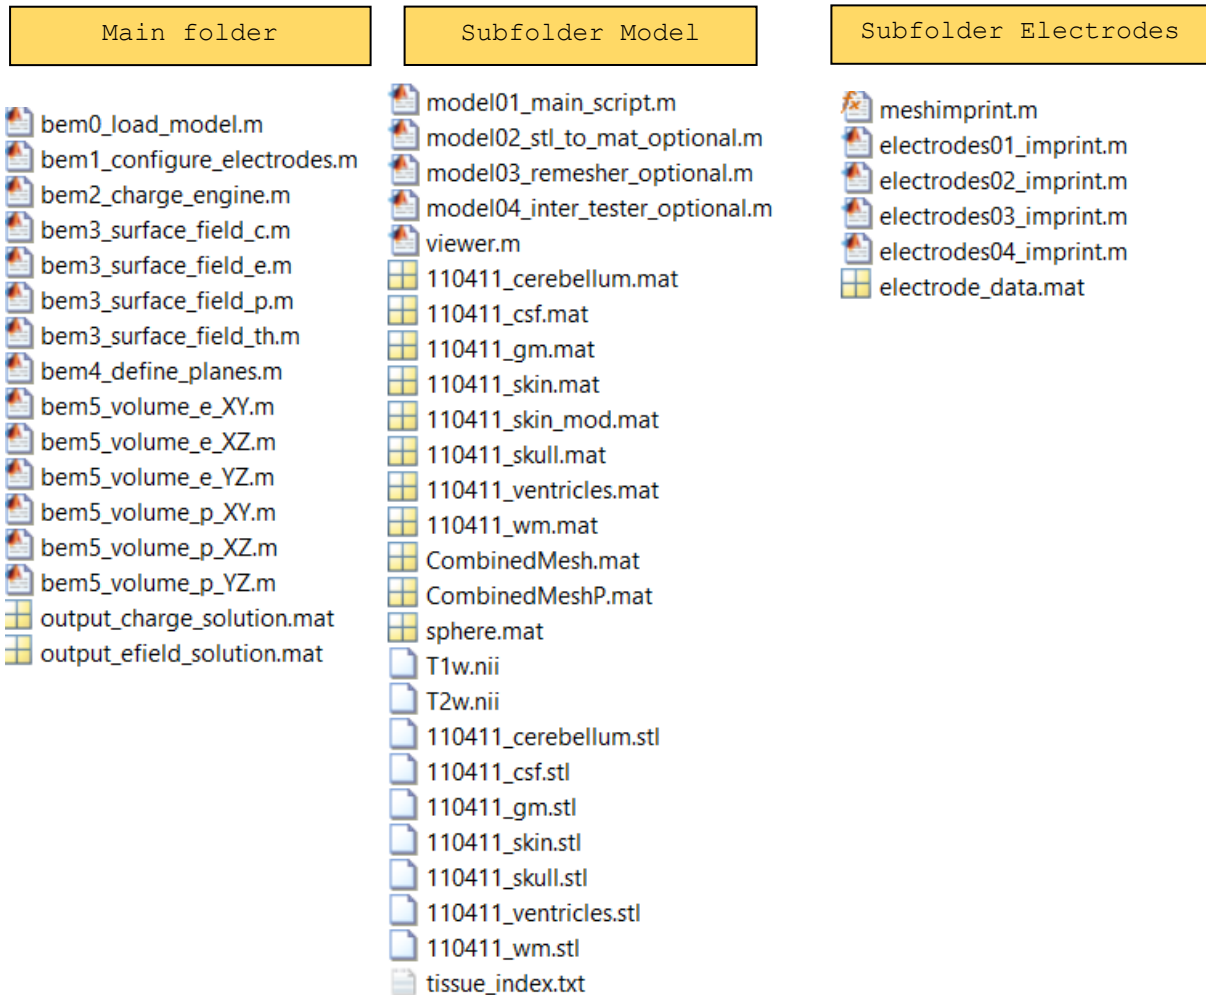 Main folder
bem0_load_model.m
bem1_configure_electrodes.m
bem2_charge_engine.m
bem3_surface_field_c.m
bem3_surface_field_e.m
bem3_surface_field_p.m
bem3_surface_field_th.m
bem4_define_planes.m
bem5_volume_e_XY.m
bem5_volume_e_XZ.m
bem5_volume_e_YZ.m
bem5_volume_p_XY.m
bem5_volume_p_XZ.m
bem5_volume_p_YZ.m
output_charge_solution.mat
output_efield_solution.mat
Subfolder Model
model01_main_script.m
model02_stl_to_mat_optional.m
model03_remesher_optional.m
model04_inter_tester_optional.m
viewer.m
110411_cerebellum.mat
110411_csf.mat
110411_gm.mat
110411_skin.mat
110411_skin_mod.mat
110411_skull.mat
110411_ventricles.mat
110411_wm.mat
CombinedMesh.mat
CombinedMeshP.mat
sphere.mat
T1w.nii
T2w.nii
110411_cerebellum.stl
110411_csf.stl
110411_gm.stl
110411_skin.stl
110411_skull.stl
110411_ventricles.stl
110411_wm.stl
tissue_index.txt
Subfolder Electrodes
meshimprint.m
electrodes01_imprint.m
electrodes02_imprint.m
electrodes03_imprint.m
electrodes04_imprint.m
electrode_data.mat